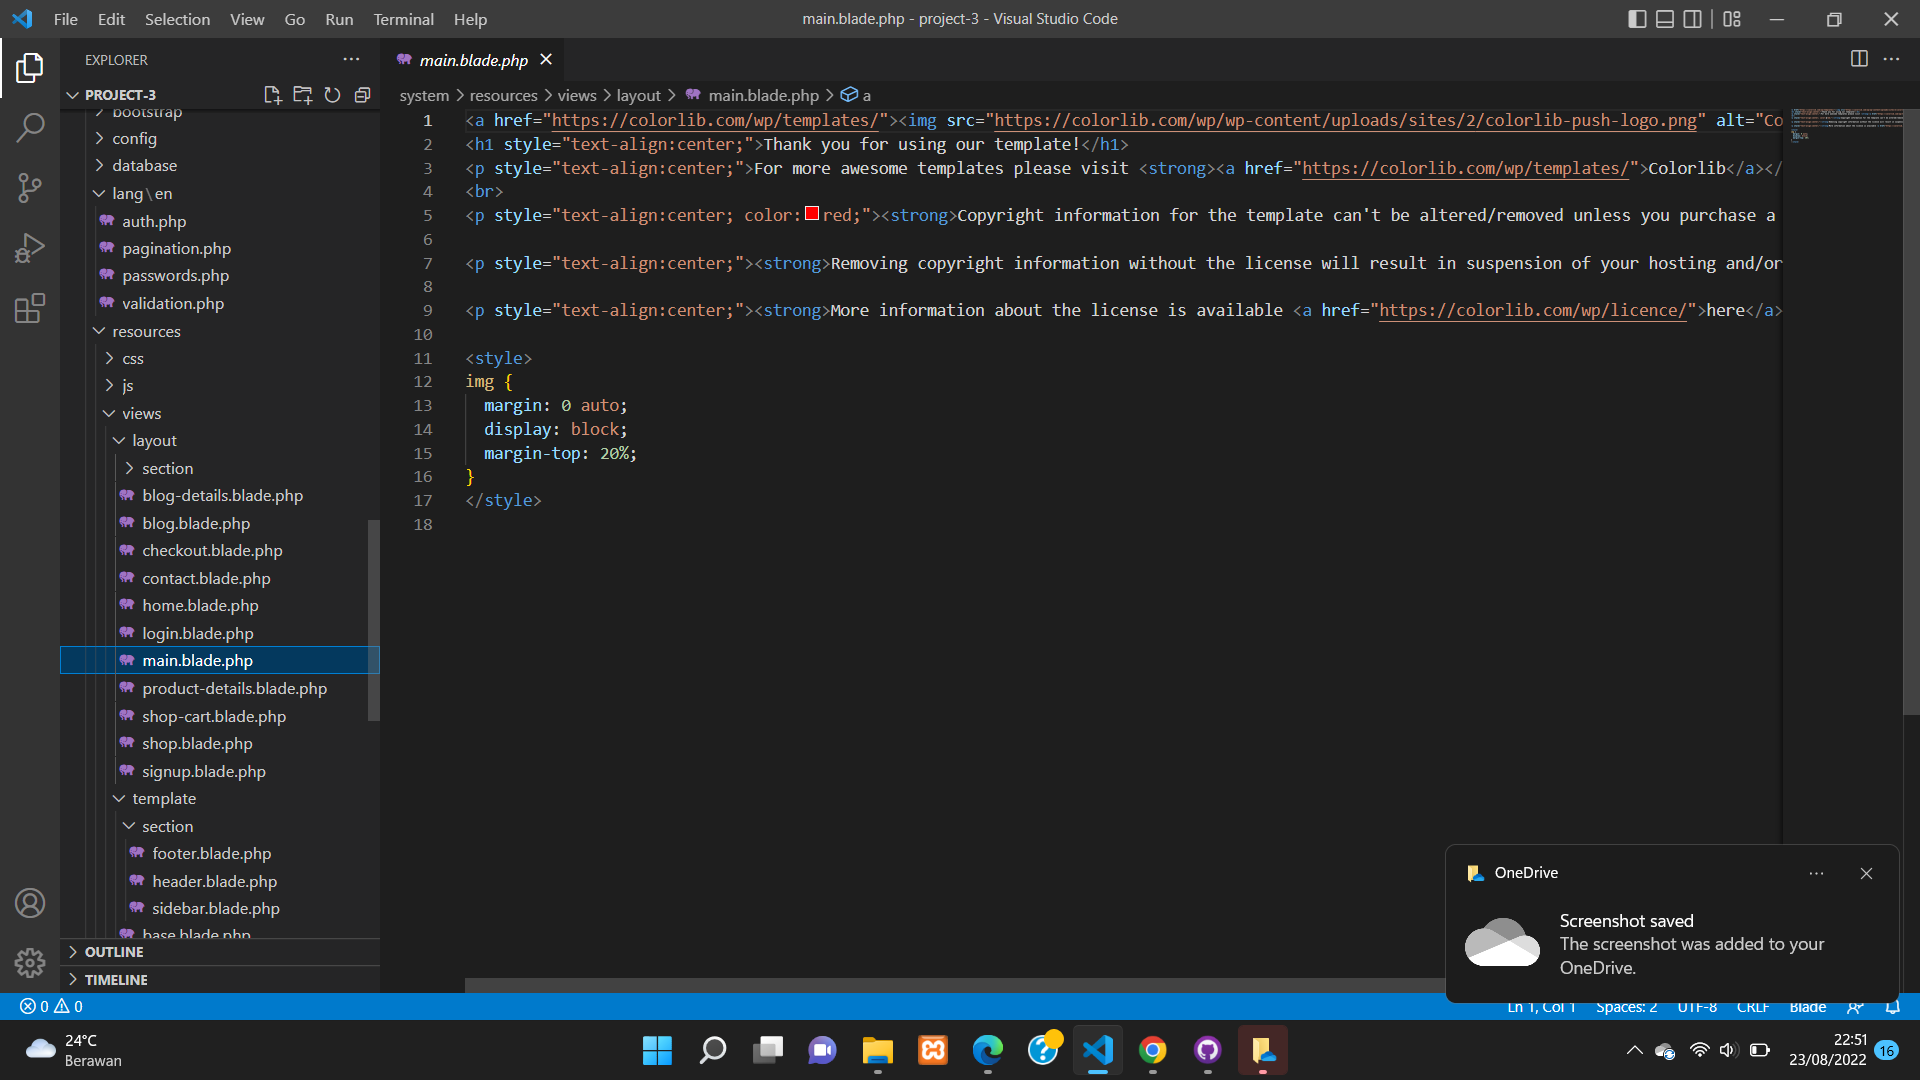 File Edit Selection View Go Run Terminal Help
main.blade.php - project-3 - Visual Studio Code
EXPLORER
PROJECT-3
bootstrap
config
database
lang\en
auth.php
pagination.php
passwords.php
validation.php
resources
css
js
views
layout
section
blog-details.blade.php
blog.blade.php
checkout.blade.php
contact.blade.php
home.blade.php
login.blade.php
main.blade.php
product-details.blade.php
shop-cart.blade.php
shop.blade.php
signup.blade.php
template
section
footer.blade.php
header.blade.php
sidebar.blade.php
base.blade.php
OUTLINE
TIMELINE
main.blade.php
system > resources > views > layout > main.blade.php > a
1 <a href="https://colorlib.com/wp/templates/"><img src="https://colorlib.com/wp/wp-content/uploads/sites/2/colorlib-push-logo.png" alt="Co
2 <h1 style="text-align:center;">Thank you for using our template!</h1>
3 <p style="text-align:center;">For more awesome templates please visit <strong><a href="https://colorlib.com/wp/templates/">Colorlib</a></
4 <br>
5 <p style="text-align:center; color:red;"><strong>Copyright information for the template can't be altered/removed unless you purchase a
6
7 <p style="text-align:center;"><strong>Removing copyright information without the license will result in suspension of your hosting and/or
8
9 <p style="text-align:center;"><strong>More information about the license is available <a href="https://colorlib.com/wp/licence/">here</a>
10
11 <style>
12 img {
13   margin: 0 auto;
14   display: block;
15   margin-top: 20%;
16 }
17 </style>
18
OneDrive
Screenshot saved
The screenshot was added to your
OneDrive.
0 0
Ln 1, Col 1 Spaces: 2 UTF-8 CRLF Blade
24°C
Berawan
22:51
23/08/2022
16